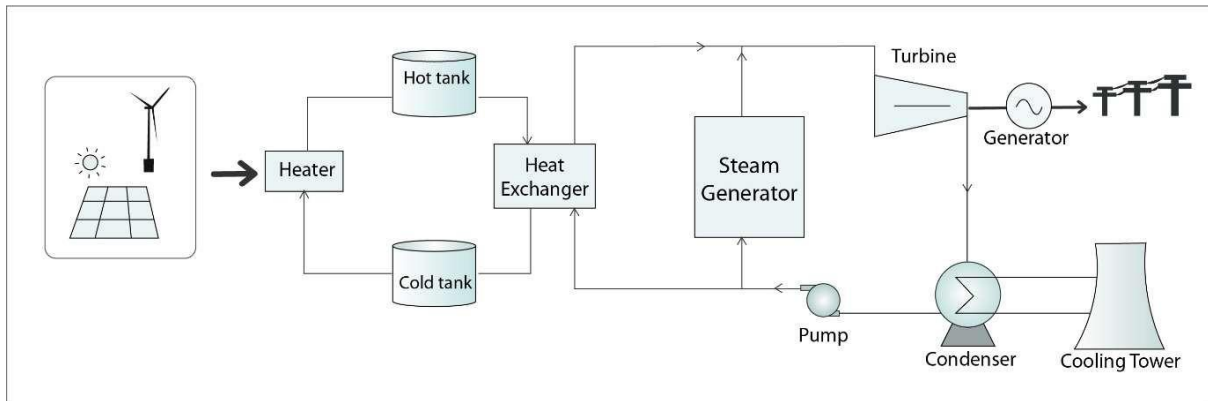 Turbine
Hot tank
Generator
Heater
Heat
Exchanger
Steam
Generator
Cold tank
Pump
Condenser
Cooling Tower